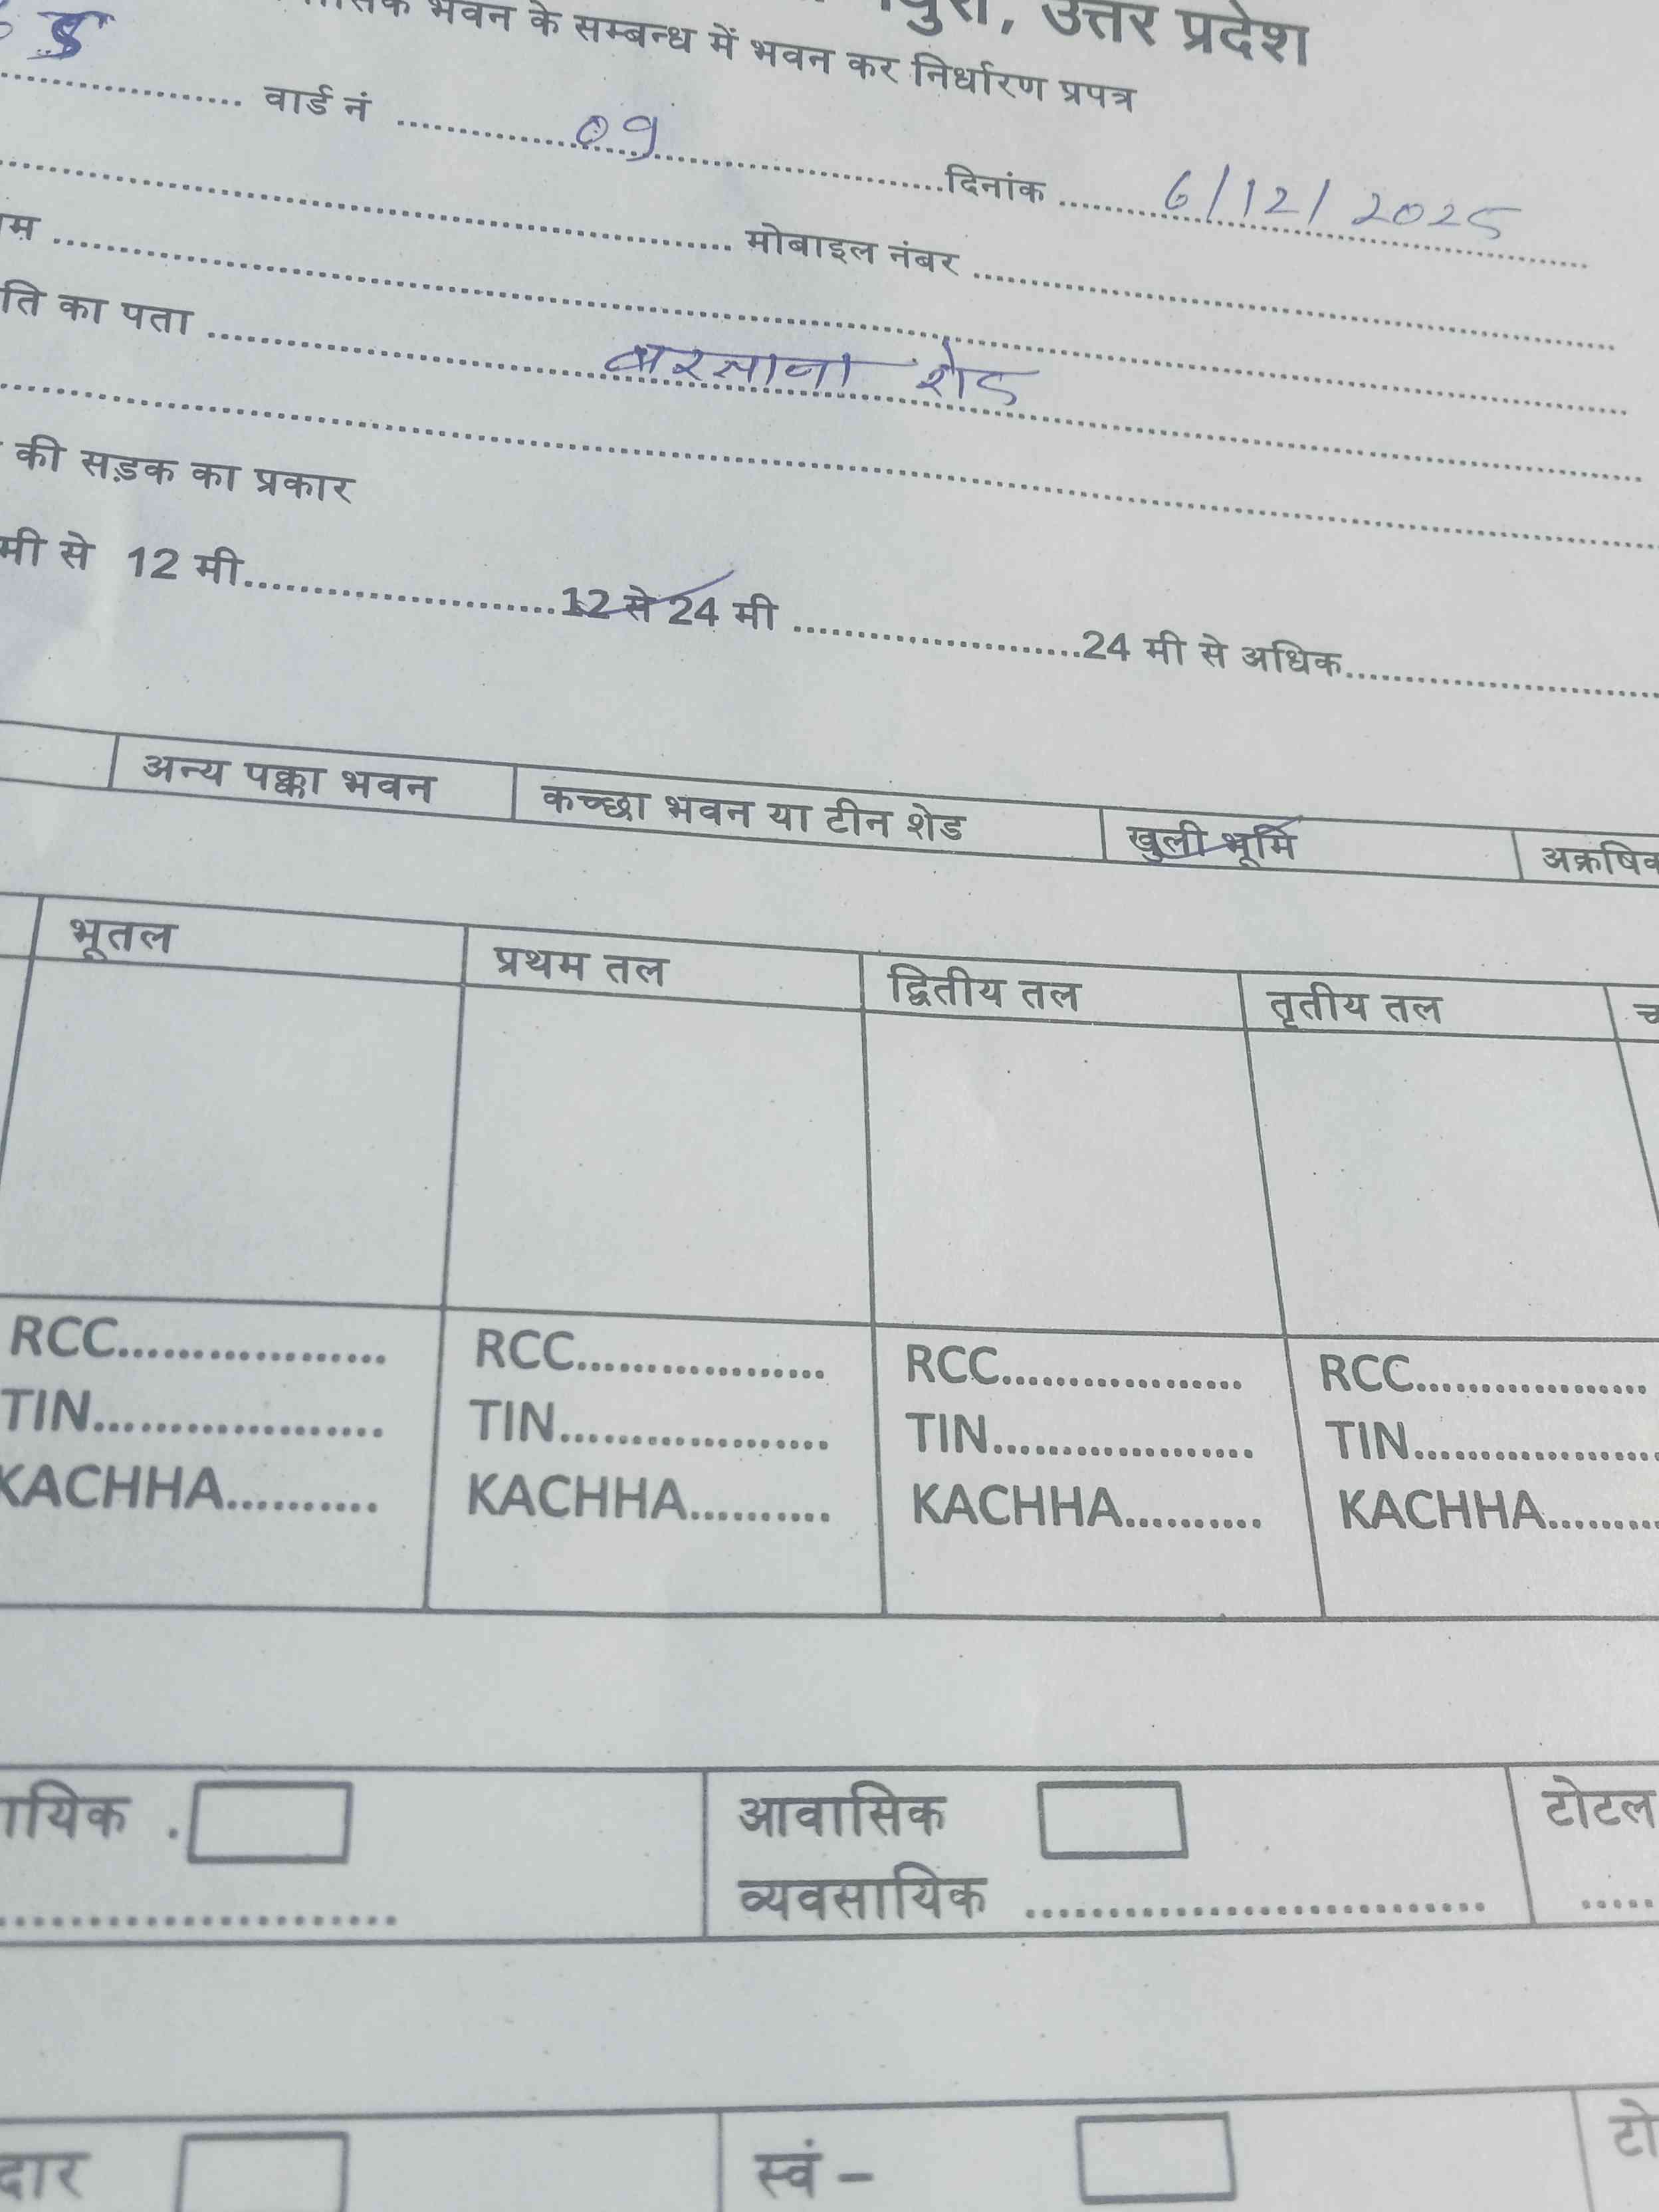 उत्तर प्रदेश
भवन के सम्बन्ध में भवन कर निर्धारण प्रपत्र
वार्ड नं .................. 09 .................. दिनांक ......... 6/12/2025
मोबाइल नंबर ..................
का पता .................. बरसाना रोड
की सड़क का प्रकार
मी से 12 मी..................12 से 24 मी ..................24 मी से अधिक..................
अन्य पक्का भवन कच्छा भवन या टीन शेड खुली भूमि
भूतल प्रथम तल द्वितीय तल तृतीय तल
RCC.................. RCC.................. RCC.................. RCC..................
TIN.................. TIN.................. TIN.................. TIN..................
KACHHA.......... KACHHA.......... KACHHA.......... KACHHA..........
आवासिक टोटल
व्यवसायिक ..................
स्वं –